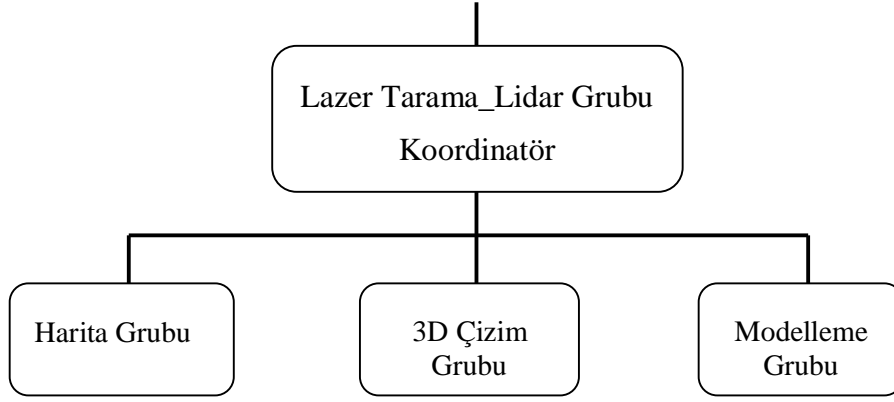 Lazer Tarama_Lidar Grubu
Koordinatör
Harita Grubu
3D Çizim
Grubu
Modelleme
Grubu